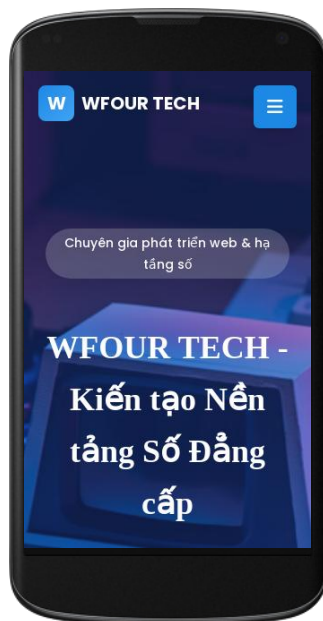 W WFOUR TECH
Chuyên gia phát triển web & hạ
tầng số
WFOUR TECH -
Kiến tạo Nền
tảng Số Đẳng
cấp